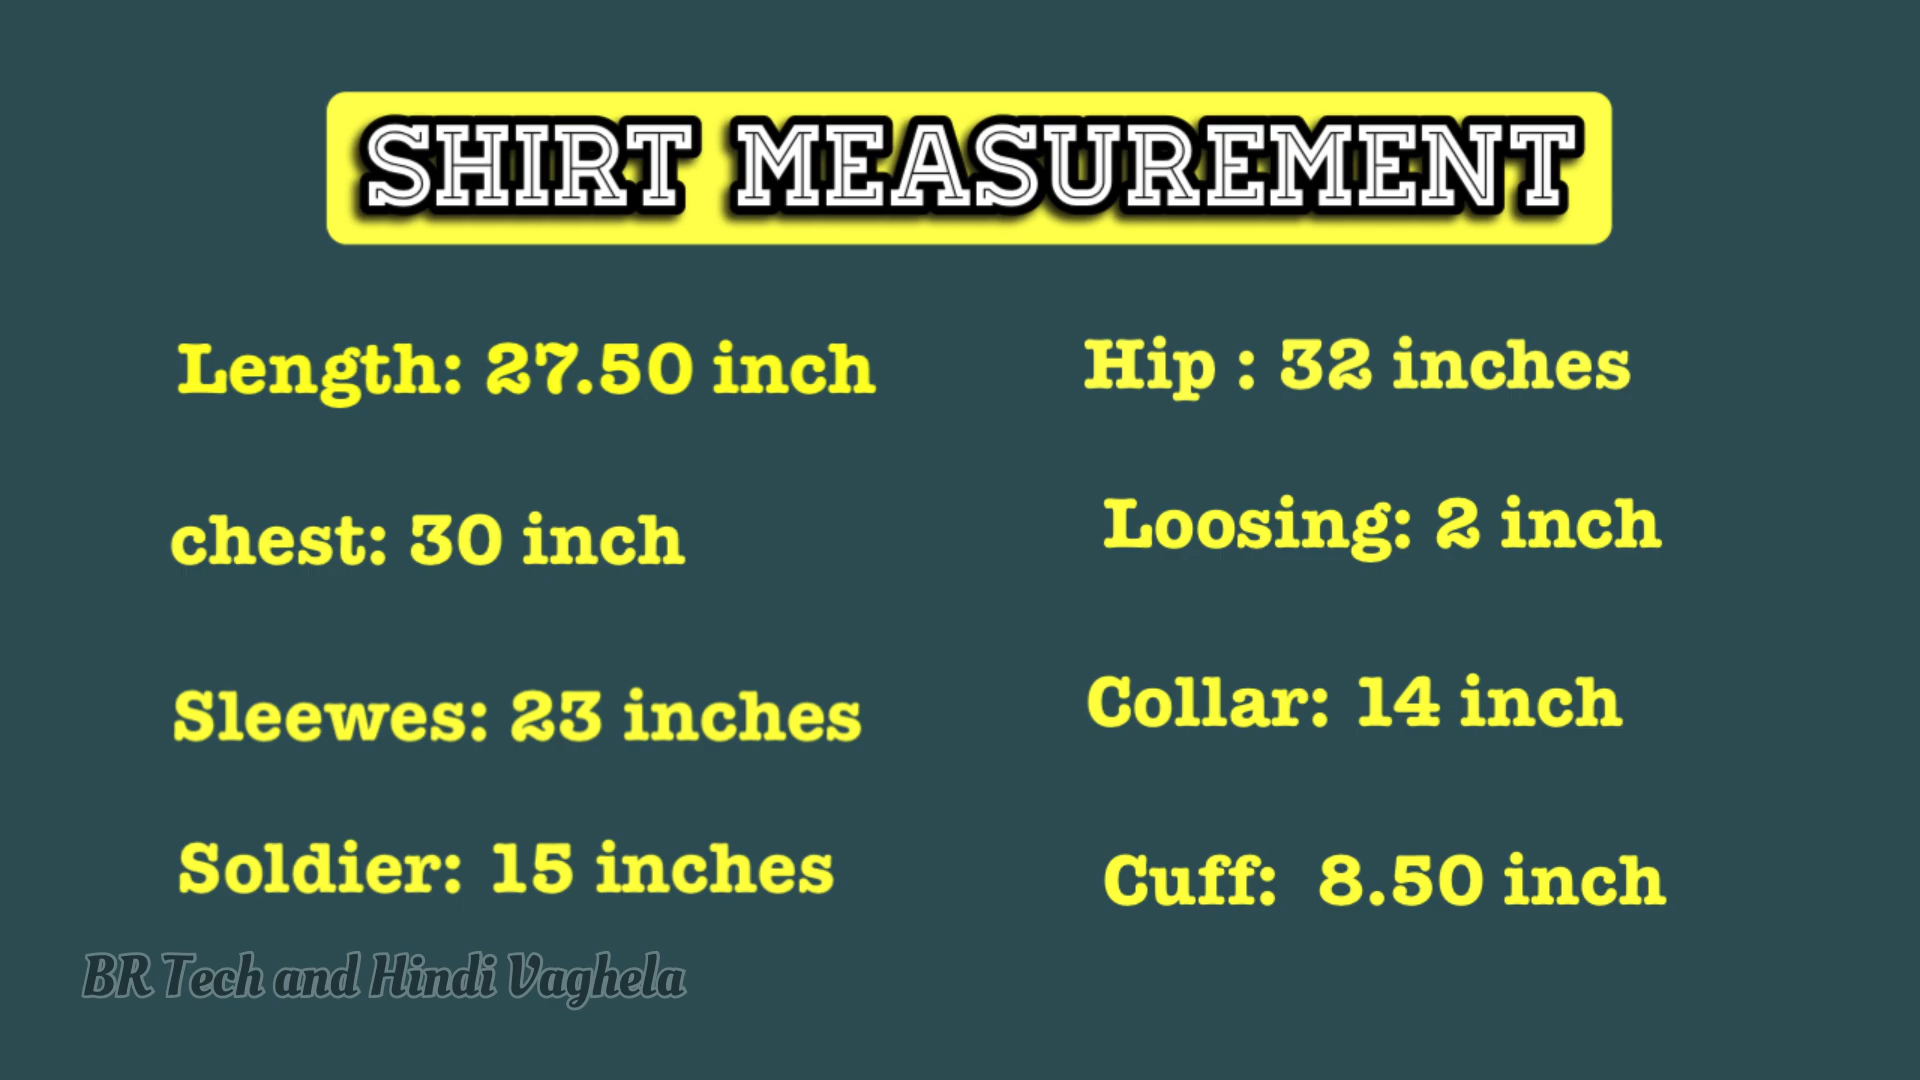 SHIRT MEASUREMENT
Length: 27.50 inch
chest: 30 inch
Sleewes: 23 inches
Soldier: 15 inches
Hip : 32 inches
Loosing: 2 inch
Collar: 14 inch
Cuff: 8.50 inch
BR Tech and Hindi Vaghela